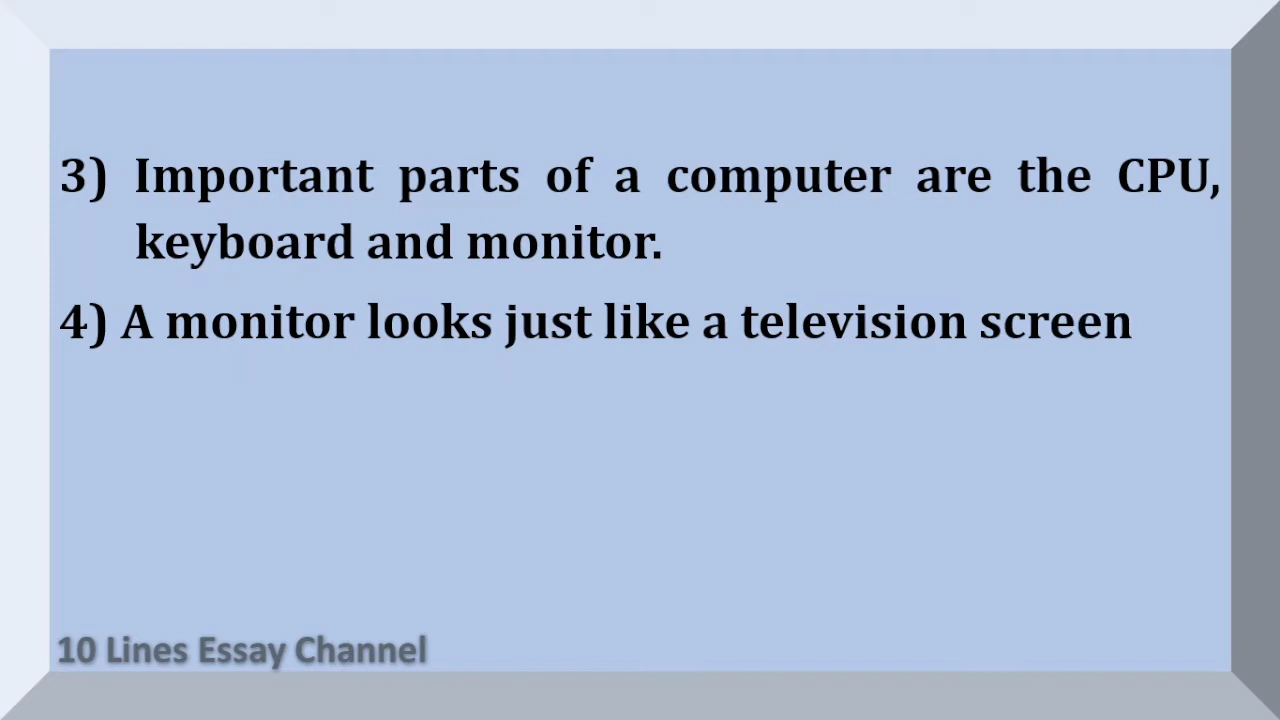 3) Important parts of a computer are the CPU,
keyboard and monitor.
4) A monitor looks just like a television screen
10 Lines Essay Channel